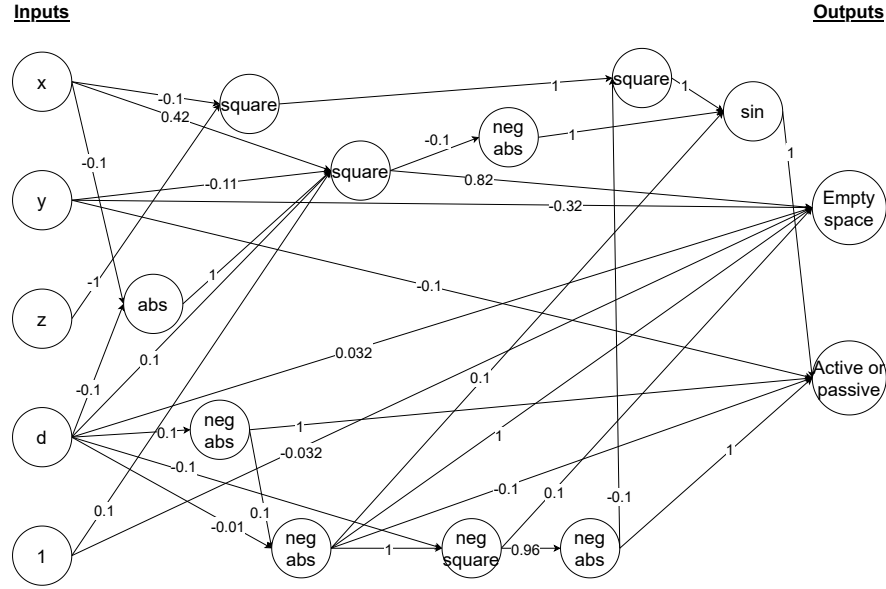 Inputs
Outputs
x
-0.1
square
1
square
1
sin
0.42
-0.1
neg
abs
1
1
-0.1
square
y
-0.11
0.82
-0.32
Empty
space
-0.1
-1
z
abs
1
0.1
0.032
0.1
Active or
passive
-0.1
d
0.1
neg
abs
1
-0.032
1
1
-0.1
-0.1
0.1
-0.1
0.1
0.1
-0.01
1
neg
abs
1
neg
square
0.96
neg
abs